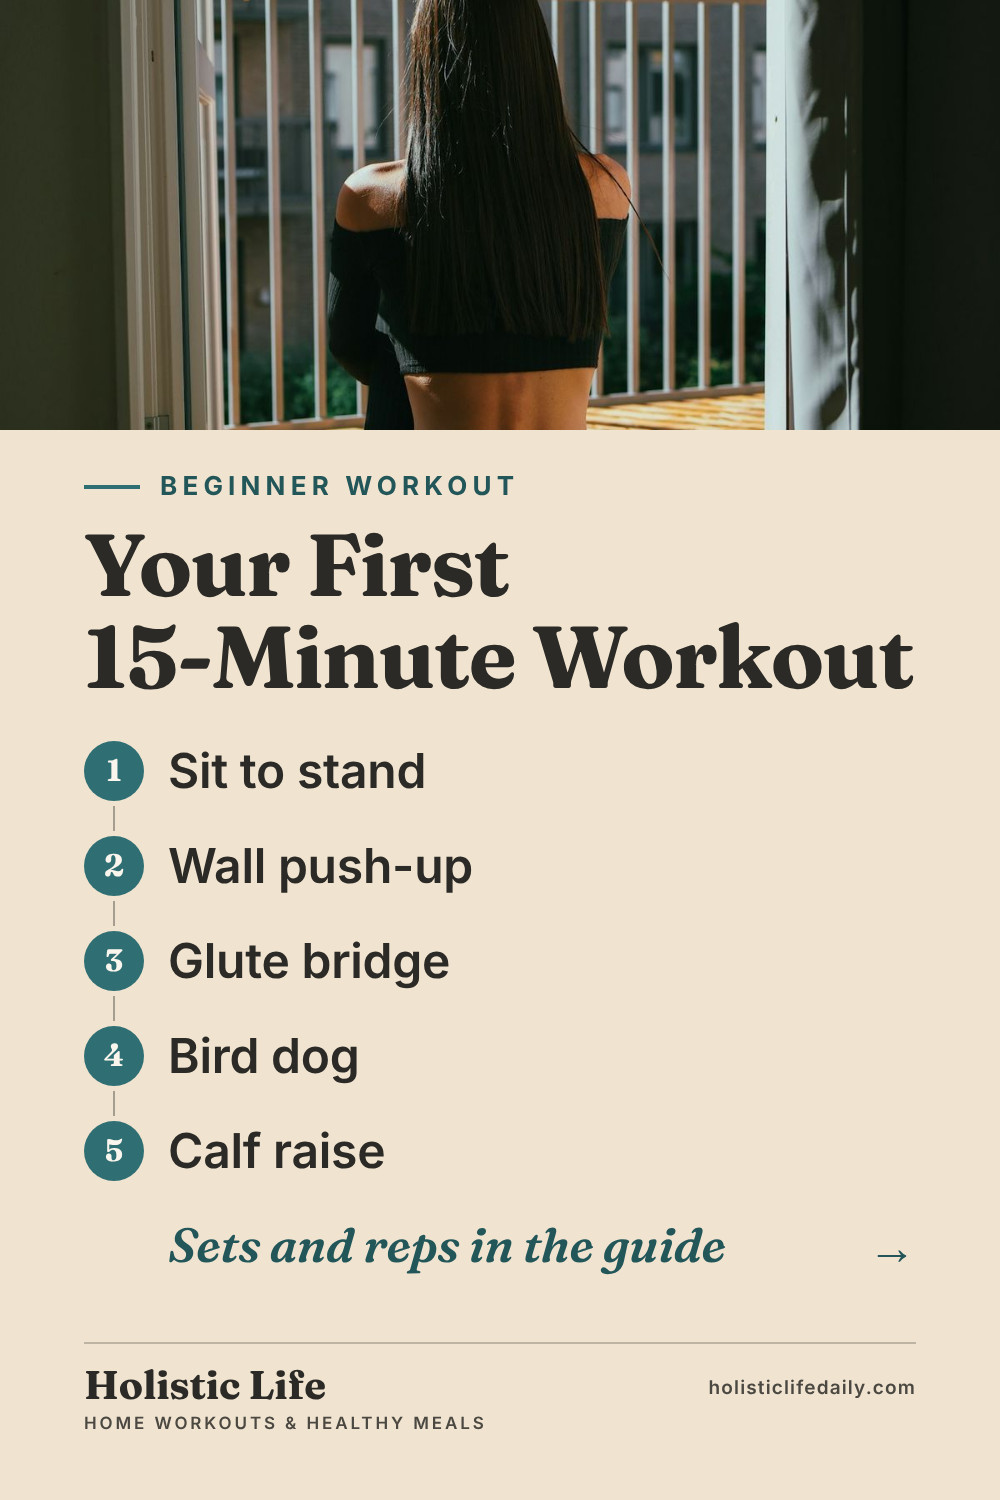 BEGINNER WORKOUT
Your First
15-Minute Workout
1 Sit to stand
2 Wall push-up
3 Glute bridge
4 Bird dog
5 Calf raise
Sets and reps in the guide →
Holistic Life
holisticlifedaily.com
HOME WORKOUTS & HEALTHY MEALS